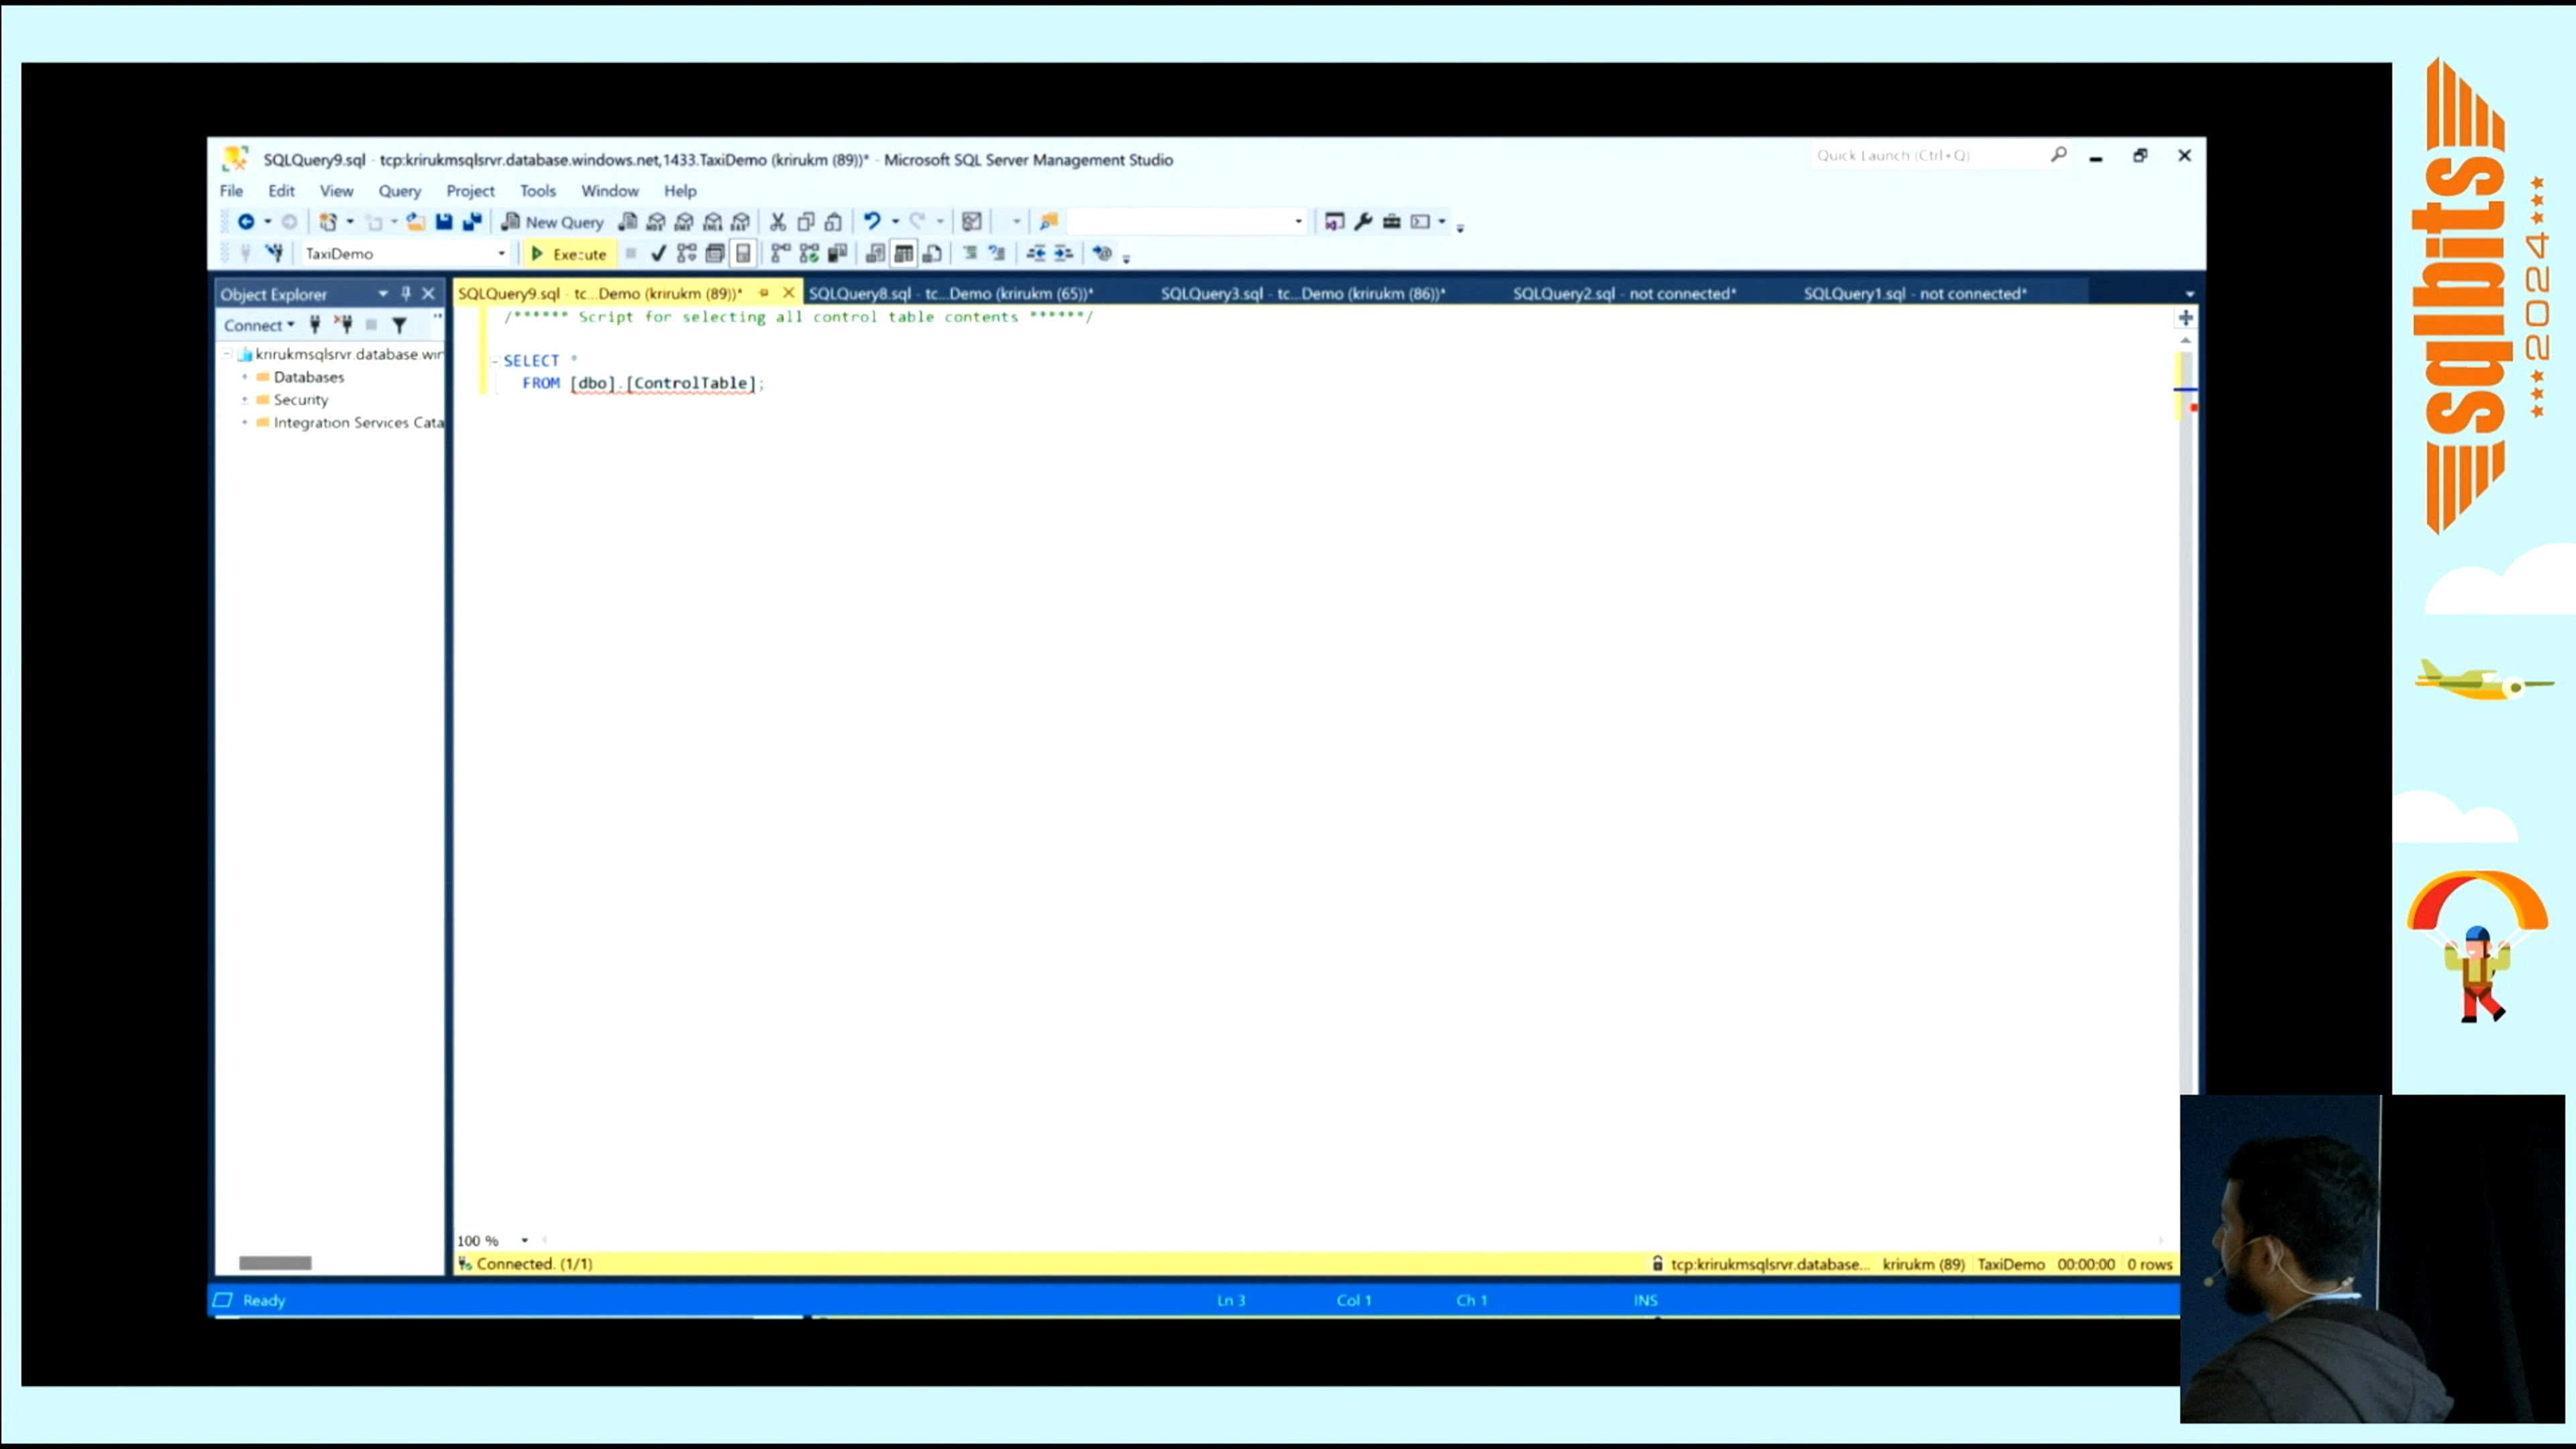 SQLQuery9.sql - tcp:krirukmsqlsrvr.database.windows.net,1433.TaxiDemo (krirukm (89))* - Microsoft SQL Server Management Studio
Quick Launch (Ctrl+Q)
File Edit View Query Project Tools Window Help
New Query
TaxiDemo
Execute
Object Explorer
SQLQuery9.sql - tc...Demo (krirukm (89))*
SQLQuery8.sql - tc...Demo (krirukm (65))*
SQLQuery3.sql - tc...Demo (krirukm (86))*
SQLQuery2.sql - not connected*
SQLQuery1.sql - not connected*
Connect
krirukmsqlsrvr.database.wir
Databases
Security
Integration Services Cata
/****** Script for selecting all control table contents ******/
SELECT *
FROM [dbo].[ControlTable];
100 %
Connected. (1/1)
tcp:krirukmsqlsrvr.database... krirukm (89) TaxiDemo 00:00:00 0 rows
Ready
Ln 3 Col 1 Ch 1 INS
sqlbits
2024